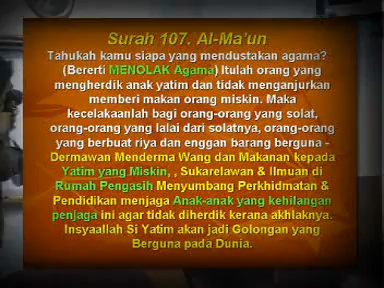 Surah 107. Al-Ma'un
Tahukah kamu siapa yang mendustakan agama?
(Bererti MENOLAK Agama) Itulah orang yang
mengherdik anak yatim dan tidak menganjurkan
memberi makan orang miskin. Maka
kecelakaanlah bagi orang-orang yang solat,
orang-orang yang lalai dari solatnya, orang-orang
yang berbuat riya dan enggan barang berguna -
Dermawan Menderma Wang dan Makanan kepada
Yatim yang Miskin, , Sukarelawan & Ilmuan di
Rumah Pengasih Menyumbang Perkhidmatan &
Pendidikan menjaga Anak-anak yang kehilangan
penjaga ini agar tidak diherdik kerana akhlaknya.
Insyaallah Si Yatim akan jadi Golongan yang
Berguna pada Dunia.